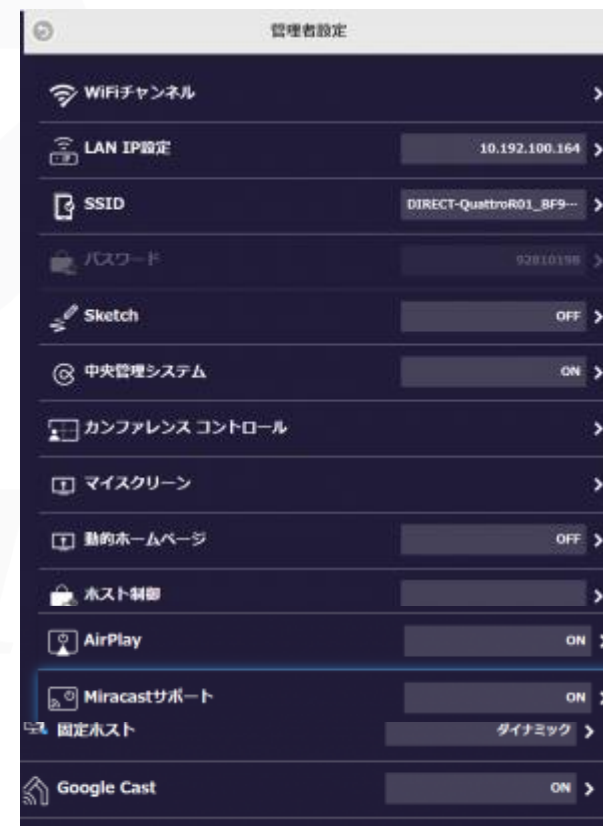 管理者設定
WiFiチャンネル
LAN IP設定 10.192.100.164
SSID DIRECT-QuattroR01_BF9···
パスワード 92810198
Sketch OFF
中央管理システム ON
カンファレンス コントロール
マイスクリーン
動的ホームページ OFF
ホスト制御
AirPlay ON
Miracastサポート ON
固定ホスト ダイナミック
Google Cast ON